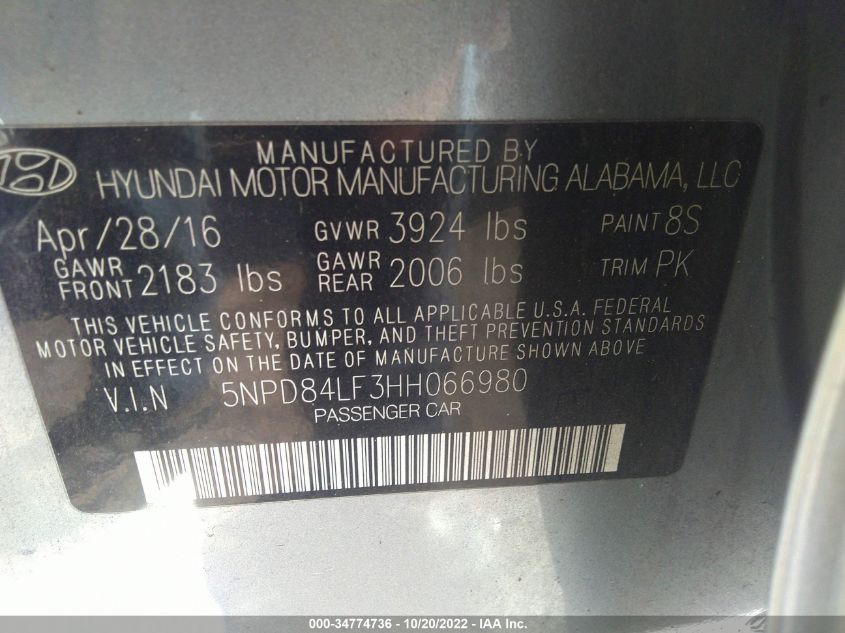 MANUFACTURED BY
HYUNDAI MOTOR MANUFACTURING ALABAMA, LLC
Apr/28/16 GVWR 3924 lbs PAINT 8S
GAWR FRONT 2183 lbs GAWR REAR 2006 lbs TRIM PK
THIS VEHICLE CONFORMS TO ALL APPLICABLE U.S.A. FEDERAL
MOTOR VEHICLE SAFETY, BUMPER, AND THEFT PREVENTION STANDARDS
IN EFFECT ON THE DATE OF MANUFACTURE SHOWN ABOVE.
V.I.N 5NPD84LF3HH066980
PASSENGER CAR
000-34774736 - 10/20/2022 - IAA Inc.